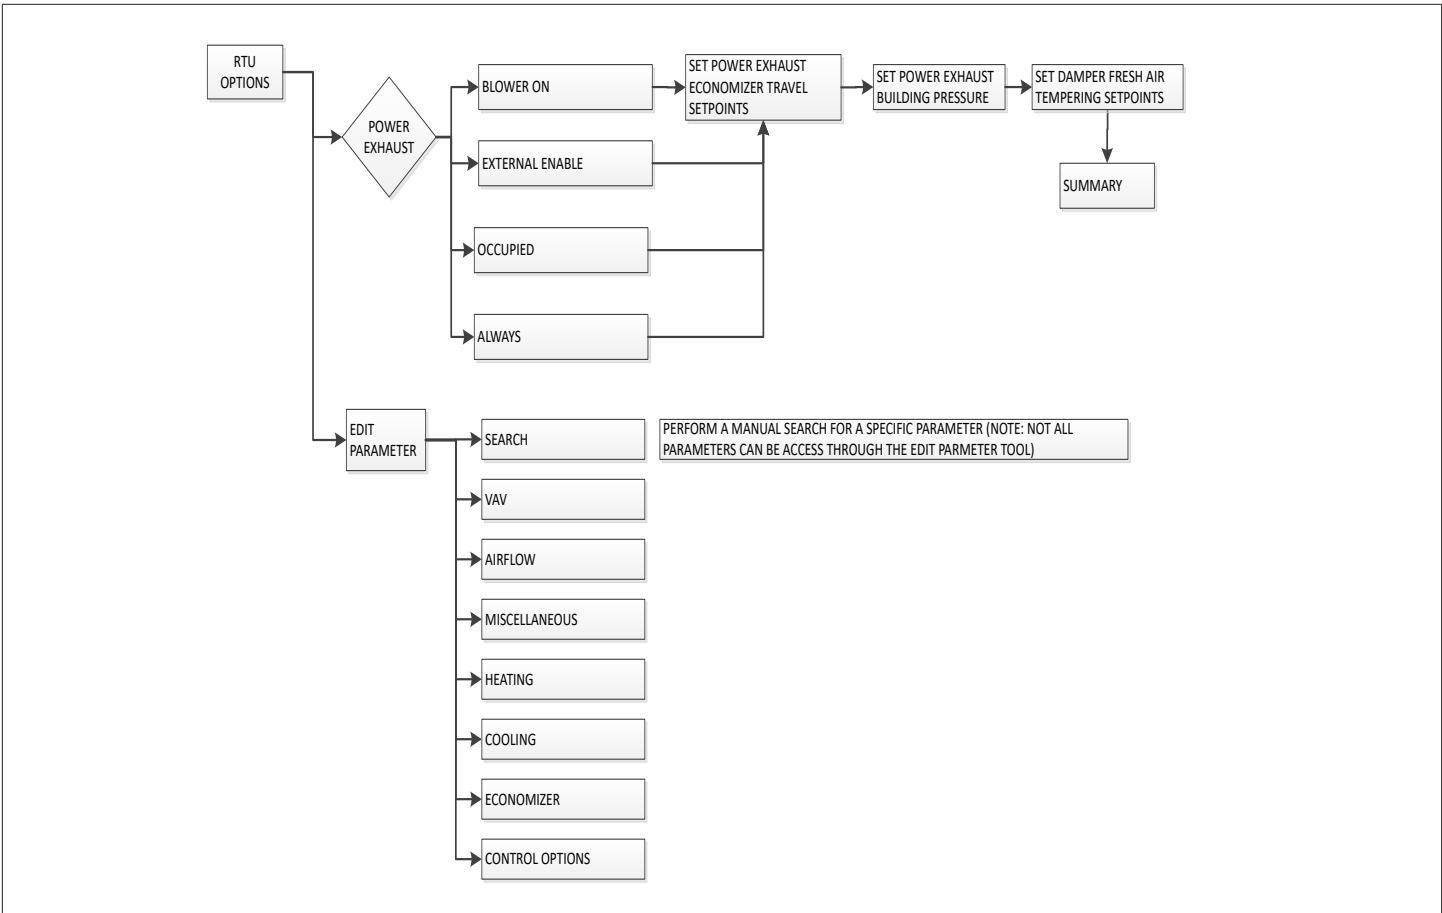 RTU
OPTIONS
POWER
EXHAUST
BLOWER ON
EXTERNAL ENABLE
OCCUPIED
ALWAYS
SET POWER EXHAUST
ECONOMIZER TRAVEL
SETPOINTS
SET POWER EXHAUST
BUILDING PRESSURE
SET DAMPER FRESH AIR
TEMPERING SETPOINTS
SUMMARY
EDIT
PARAMETER
SEARCH
PERFORM A MANUAL SEARCH FOR A SPECIFIC PARAMETER (NOTE: NOT ALL
PARAMETERS CAN BE ACCESS THROUGH THE EDIT PARMETER TOOL)
VAV
AIRFLOW
MISCELLANEOUS
HEATING
COOLING
ECONOMIZER
CONTROL OPTIONS